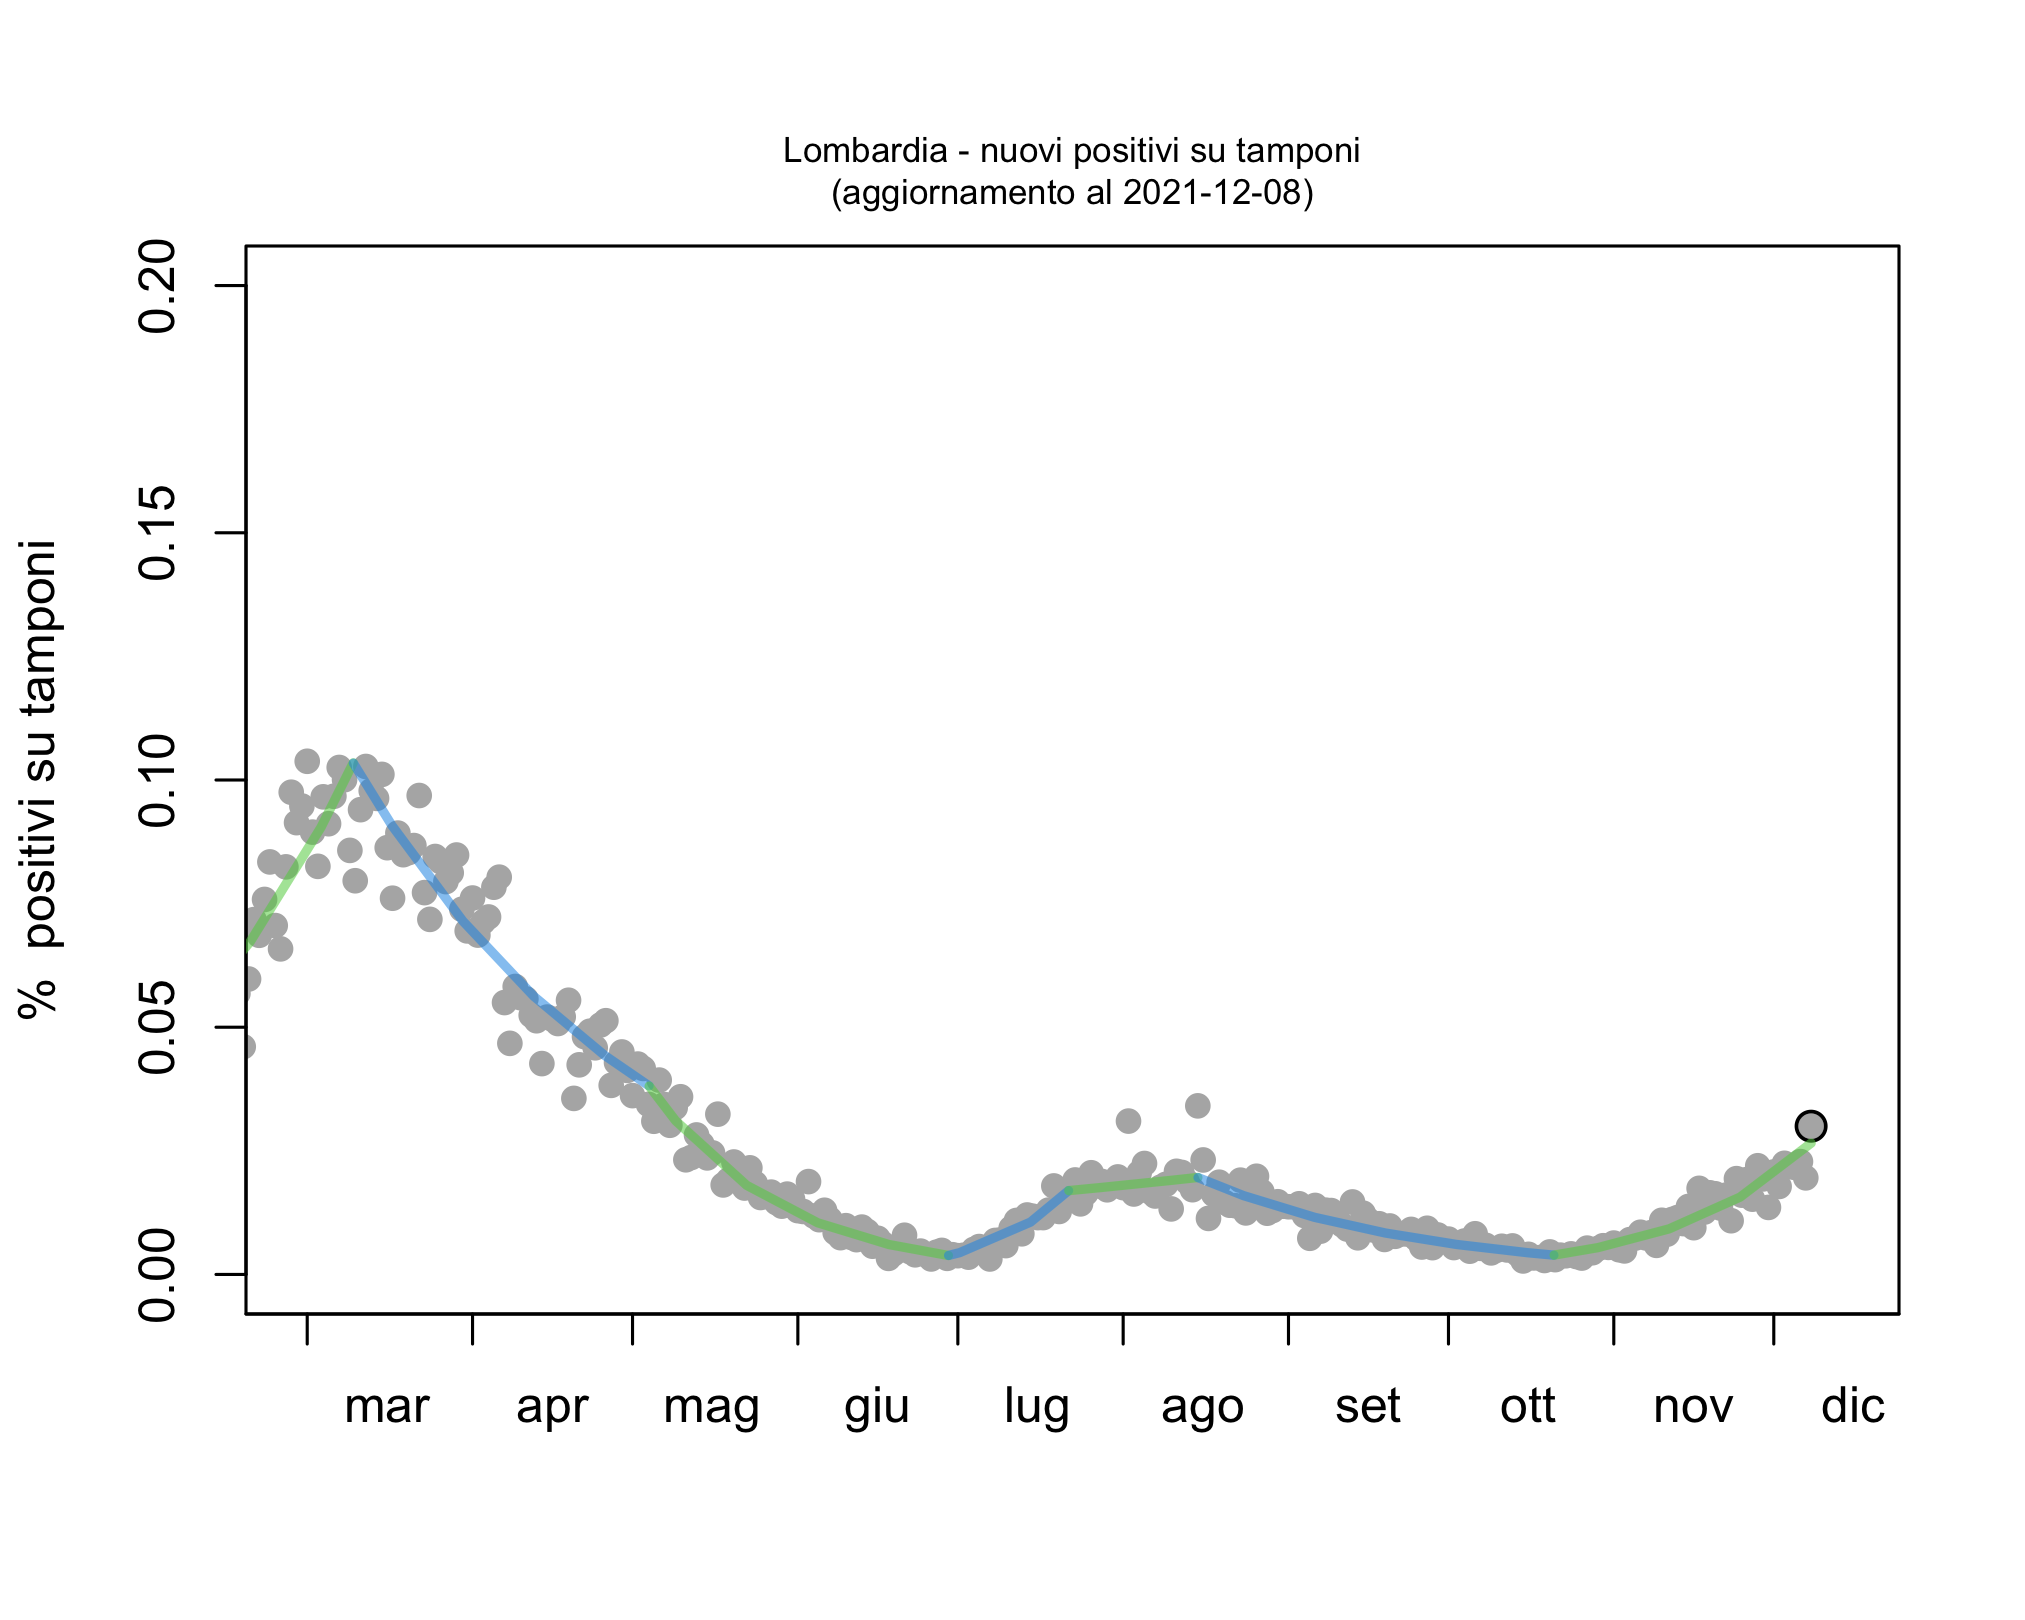 Lombardia - nuovi positivi su tamponi
(aggiornamento al 2021-12-08)
% positivi su tamponi
0.20
0.15
0.10
0.05
0.00
mar apr mag giu lug ago set ott nov dic